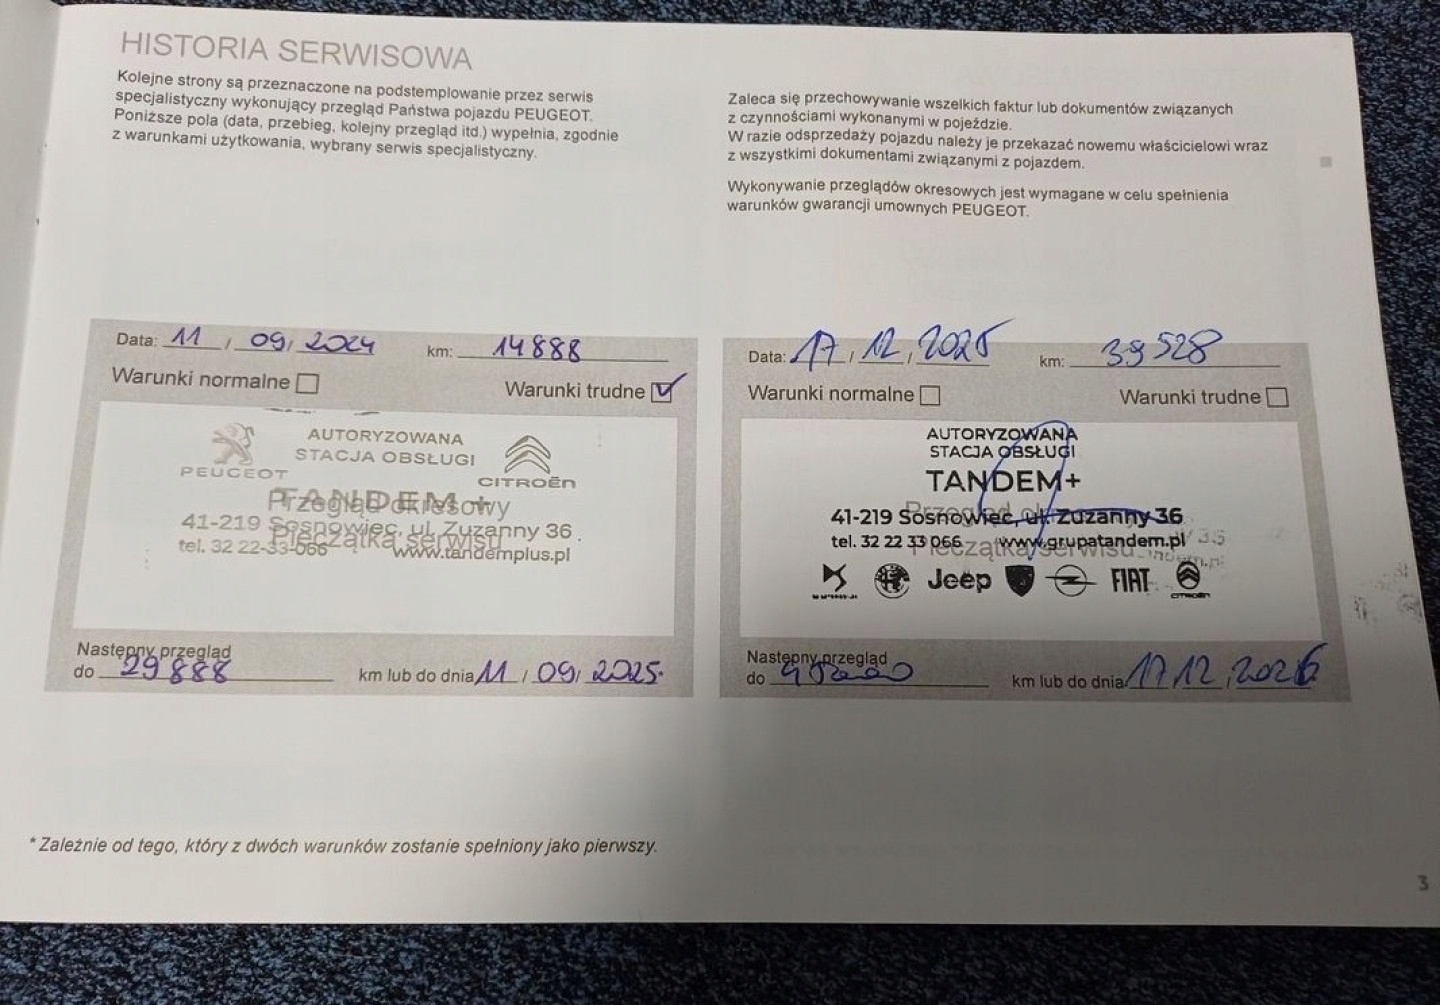 HISTORIA SERWISOWA
Kolejne strony są przeznaczone na podstemplowanie przez serwis
specjalistyczny wykonujący przegląd Państwa pojazdu PEUGEOT.
Poniższe pola (data, przebieg, kolejny przegląd itd.) wypełnia, zgodnie
z warunkami użytkowania, wybrany serwis specjalistyczny.
Zaleca się przechowywanie wszelkich faktur lub dokumentów związanych
z czynnościami wykonanymi w pojeździe.
W razie odsprzedaży pojazdu należy je przekazać nowemu właścicielowi wraz
z wszystkimi dokumentami związanymi z pojazdem.
Wykonywanie przeglądów okresowych jest wymagane w celu spełnienia
warunków gwarancji umownych PEUGEOT.
Data: 11 / 09 / 2024 km: 14888
Warunki normalne Warunki trudne
AUTORYZOWANA
STACJA OBSŁUGI
PEUGEOT
CITROËN
TANDEM+
Przegląd okresowy
41-219 Sosnowiec, ul. Zuzanny 36
Pieczątka serwisu
tel. 32 22-33-066 www.tandemplus.pl
Następny przegląd
do 29888 km lub do dnia 11 / 09 / 2025
Data: 17 / 12 / 2025 km: 39528
Warunki normalne Warunki trudne
AUTORYZOWANA
STACJA OBSŁUGI
TANDEM+
Przegląd
41-219 Sosnowiec, ul. Zuzanny 36
tel. 32 22 33 066 www.grupatandem.pl
Pieczątka serwisu
Jeep FIAT CITROËN
Następny przegląd
do km lub do dnia 17 12 / 2026
* Zależnie od tego, który z dwóch warunków zostanie spełniony jako pierwszy.
3